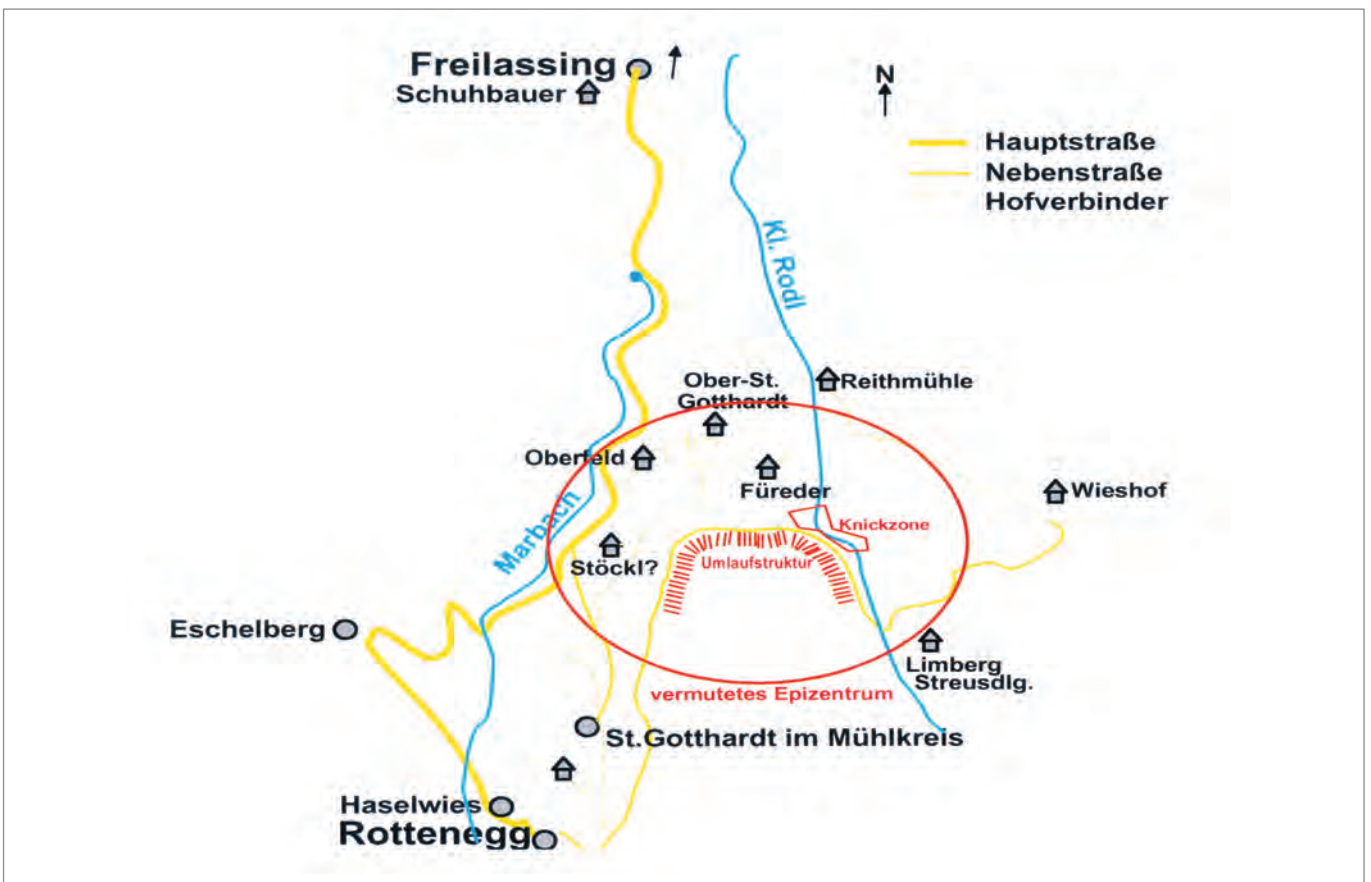 Freilassing
Schuhbauer
N
Hauptstraße
Nebenstraße
Hofverbinder
Kl. Rodl
Ober-St.
Gotthardt
Reithmühle
Oberfeld
Füreder
Wieshof
Marbach
Knickzone
Stöckl?
Umlaufstruktur
Eschelberg
Limberg
Streusdlg.
vermutetes Epizentrum
St.Gotthardt im Mühlkreis
Haselwies
Rottenegg